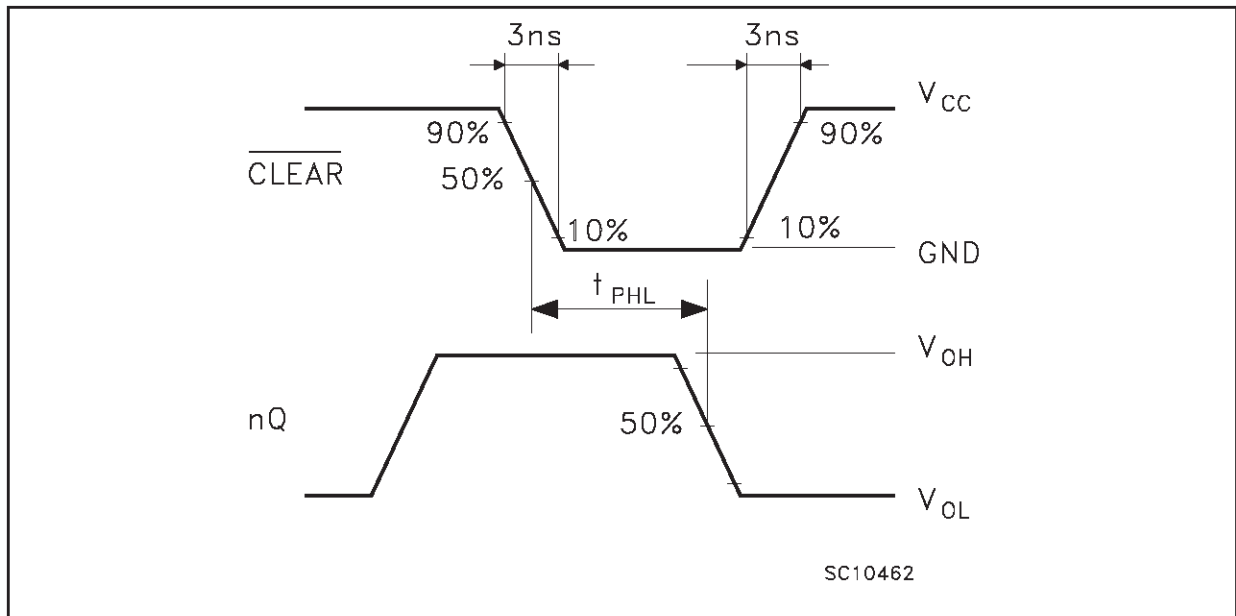 3ns 3ns
V_CC
90% 90%
CLEAR
50%
10% 10%
GND
t_PHL
V_OH
nQ
50%
V_OL
SC10462